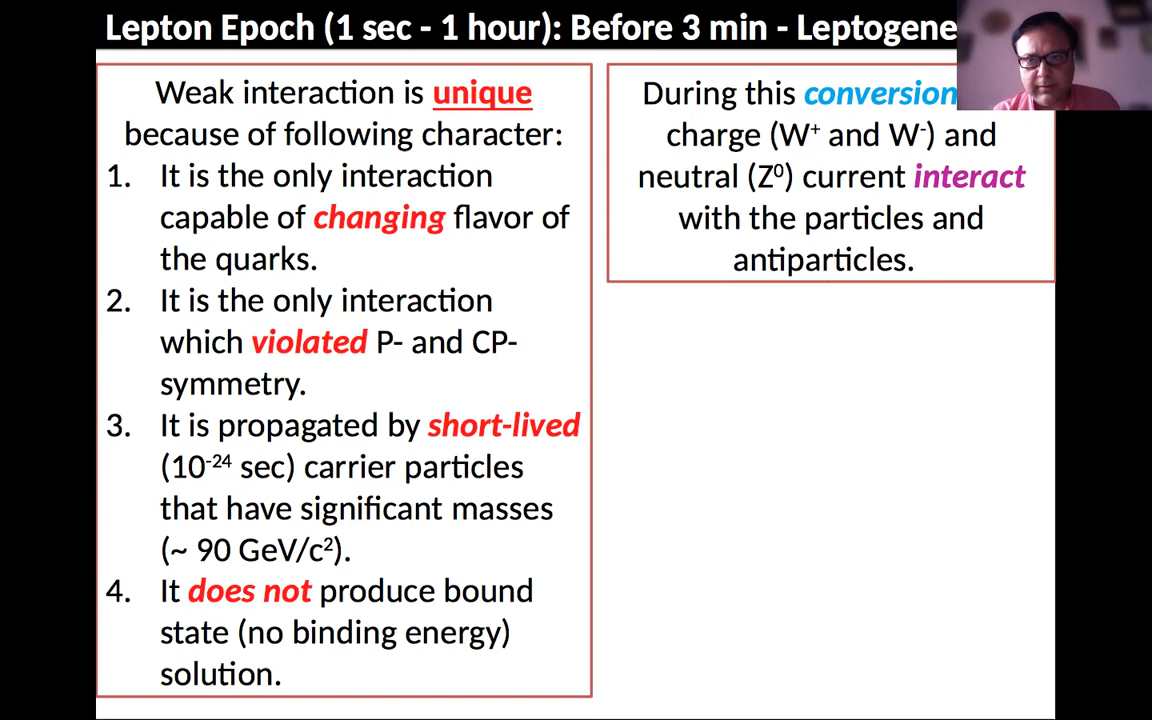 Lepton Epoch (1 sec - 1 hour): Before 3 min - Leptogene
Weak interaction is unique
because of following character:
1. It is the only interaction
capable of changing flavor of
the quarks.
2. It is the only interaction
which violated P- and CP-
symmetry.
3. It is propagated by short-lived
(10⁻²⁴ sec) carrier particles
that have significant masses
(~ 90 GeV/c²).
4. It does not produce bound
state (no binding energy)
solution.
During this conversion
charge (W⁺ and W⁻) and
neutral (Z⁰) current interact
with the particles and
antiparticles.